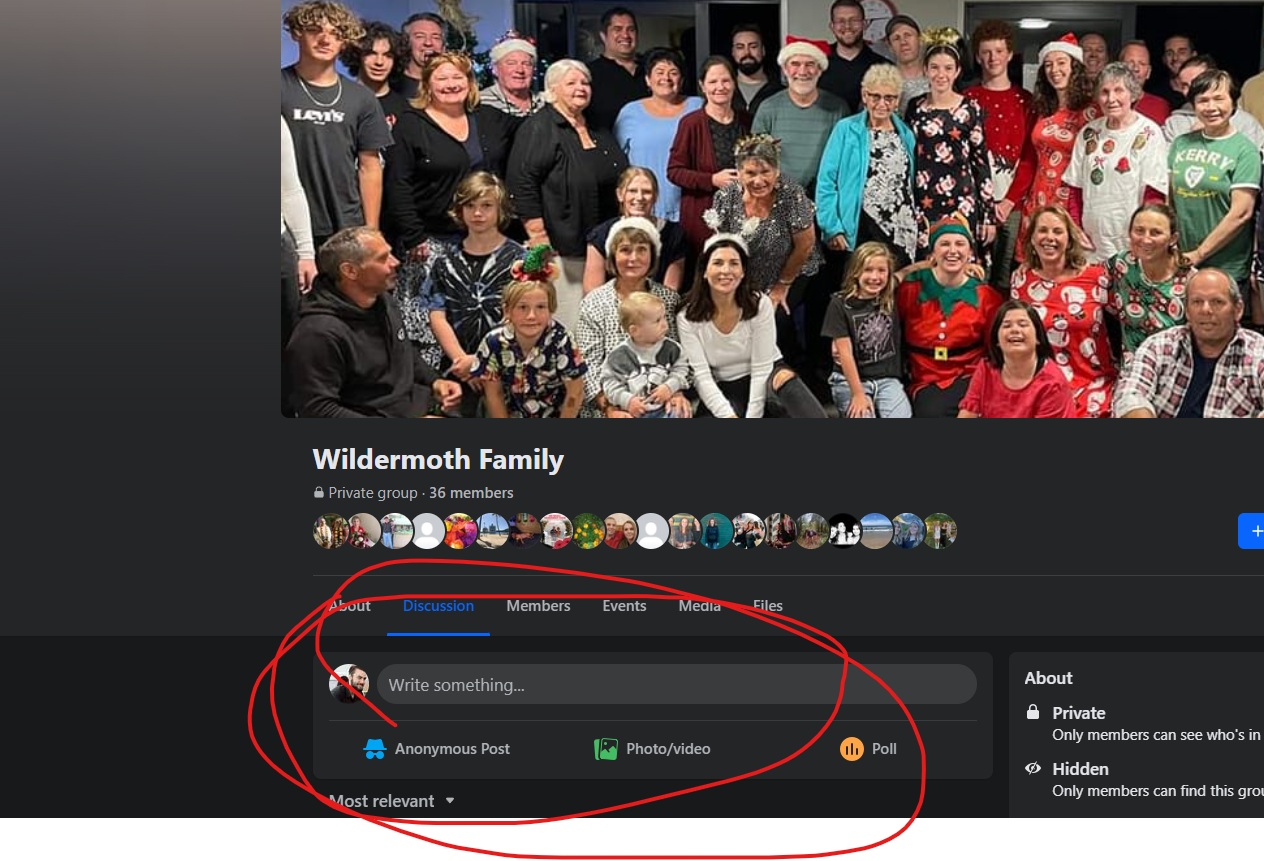 Levi's
KERRY
Wildermoth Family
Private group · 36 members
About Discussion Members Events Media Files
Write something...
Anonymous Post Photo/video Poll
Most relevant
About
Private
Only members can see who's in
Hidden
Only members can find this grou